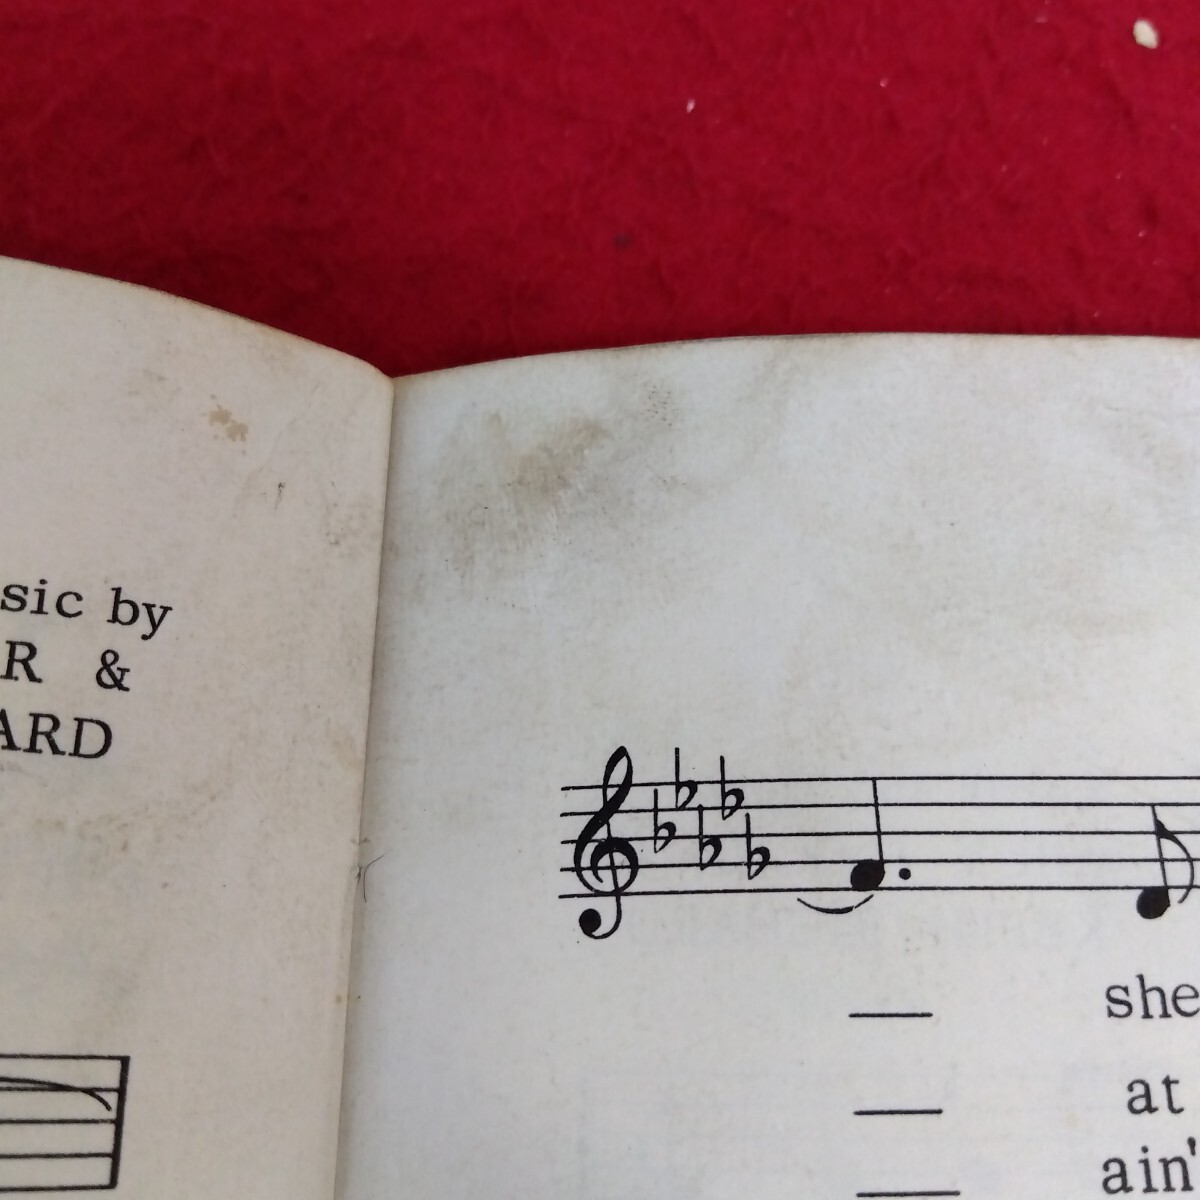 sic by
R &
ARD
she
at
ain'